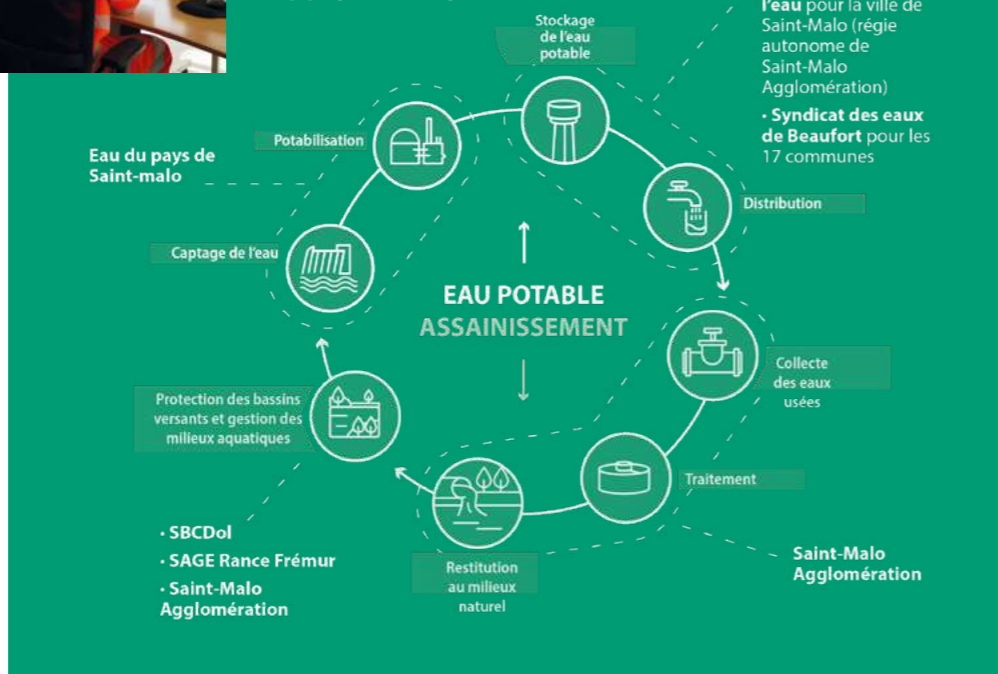 Stockage
de l'eau
potable
l'eau pour la ville de
Saint-Malo (régie
autonome de
Saint-Malo
Agglomération)
• Syndicat des eaux
de Beaufort pour les
17 communes
Potabilisation
Eau du pays de
Saint-malo
Distribution
Captage de l'eau
EAU POTABLE
ASSAINISSEMENT
Collecte
des eaux
usées
Protection des bassins
versants et gestion des
milieux aquatiques
Traitement
• SBCDol
• SAGE Rance Frémur
• Saint-Malo
Agglomération
Restitution
au milieux
naturel
Saint-Malo
Agglomération